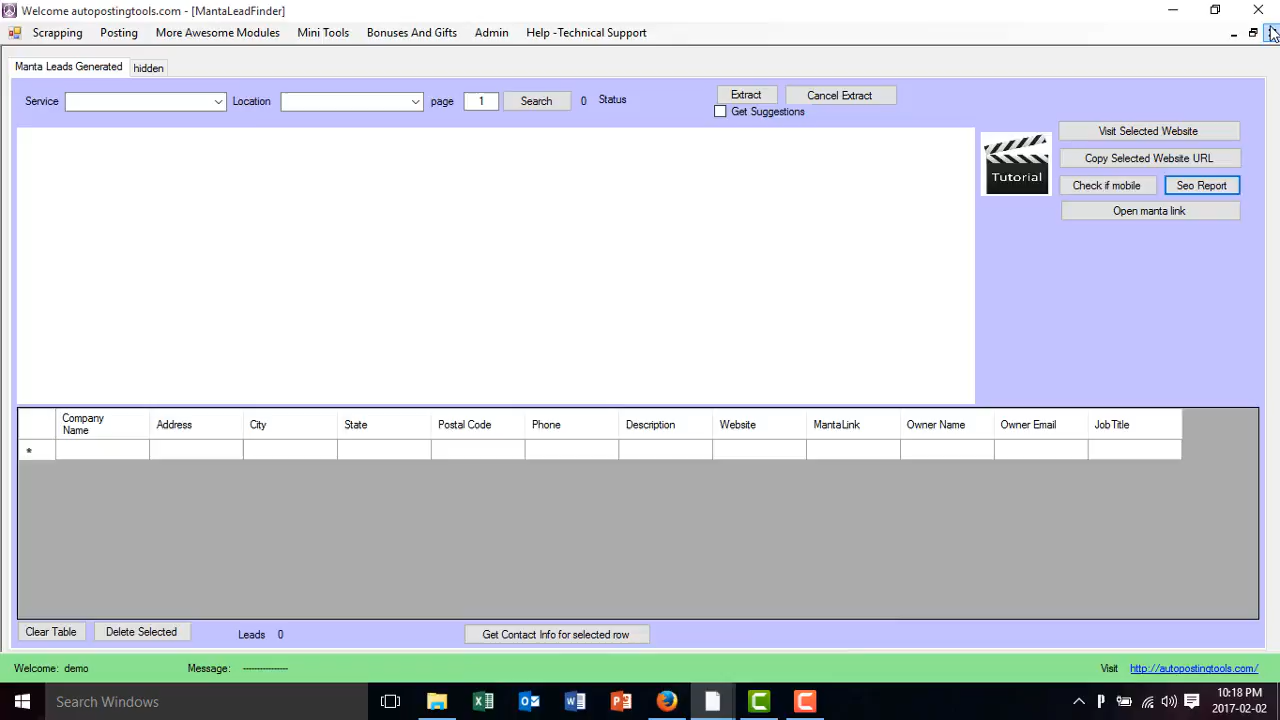 Welcome autopostingtools.com - [MantaLeadFinder]
Scrapping Posting More Awesome Modules Mini Tools Bonuses And Gifts Admin Help -Technical Support
Manta Leads Generated hidden
Service Location page 1 Search 0 Status Extract Cancel Extract
Get Suggestions
Visit Selected Website
Copy Selected Website URL
Tutorial
Check if mobile Seo Report
Open manta link
Company Name Address City State Postal Code Phone Description Website MantaLink Owner Name Owner Email JobTitle
*
Clear Table Delete Selected Leads 0 Get Contact Info for selected row
Welcome: demo Message: --------------- Visit http://autopostingtools.com/
Search Windows
10:18 PM
2017-02-02